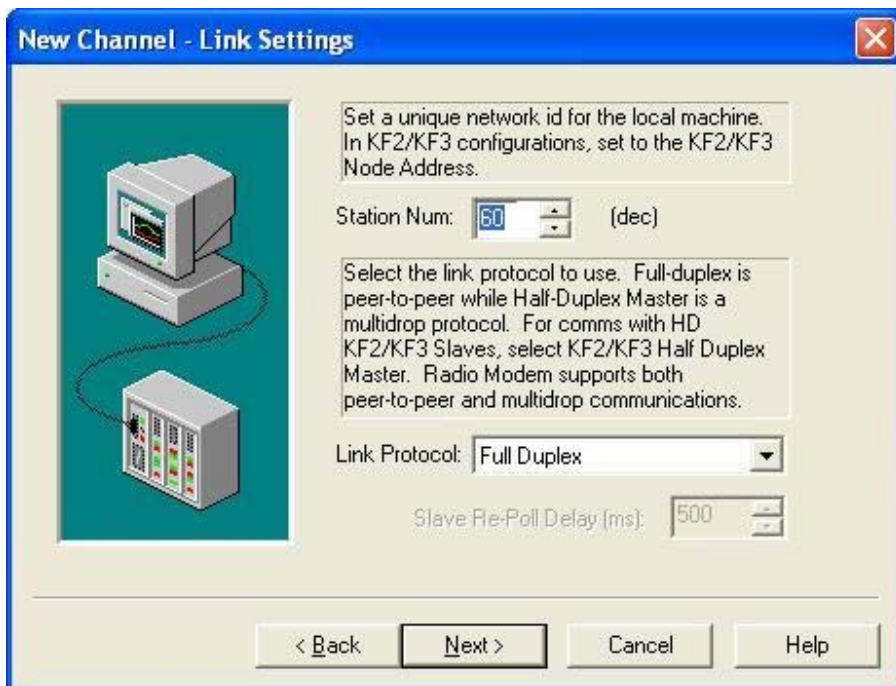 New Channel - Link Settings
Set a unique network id for the local machine.
In KF2/KF3 configurations, set to the KF2/KF3
Node Address.
Station Num: 60 (dec)
Select the link protocol to use. Full-duplex is
peer-to-peer while Half-Duplex Master is a
multidrop protocol. For comms with HD
KF2/KF3 Slaves, select KF2/KF3 Half Duplex
Master. Radio Modem supports both
peer-to-peer and multidrop communications.
Link Protocol: Full Duplex
Slave Re-Poll Delay (ms): 500
< Back Next > Cancel Help